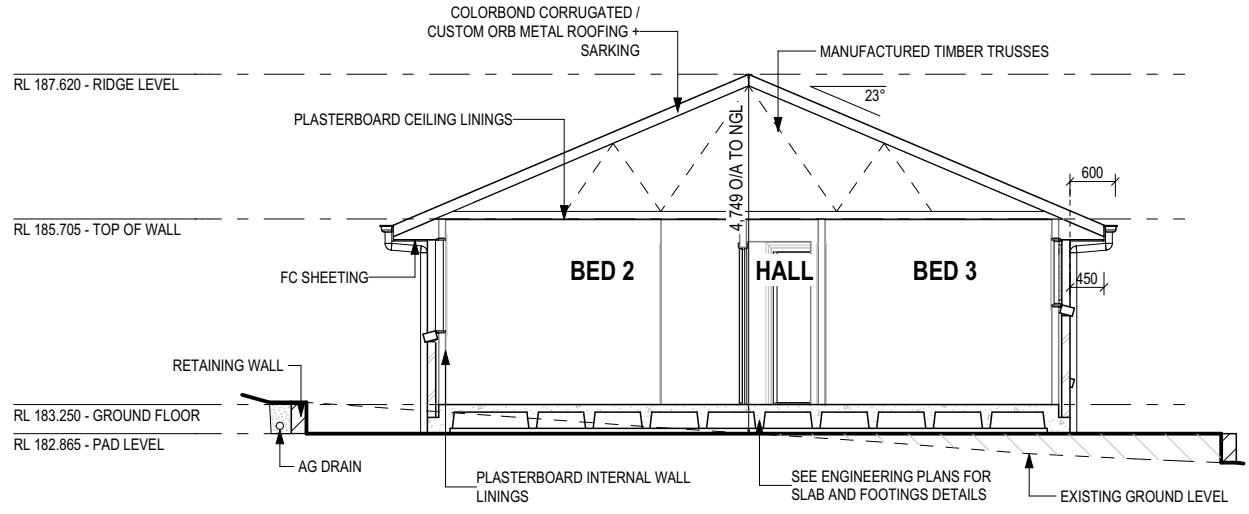 COLORBOND CORRUGATED /
CUSTOM ORB METAL ROOFING +
SARKING
MANUFACTURED TIMBER TRUSSES
RL 187.620 - RIDGE LEVEL
23°
PLASTERBOARD CEILING LININGS
4,749 O/A TO NGL
600
RL 185.705 - TOP OF WALL
FC SHEETING
BED 2
HALL
BED 3
450
RETAINING WALL
RL 183.250 - GROUND FLOOR
RL 182.865 - PAD LEVEL
AG DRAIN
PLASTERBOARD INTERNAL WALL
LININGS
SEE ENGINEERING PLANS FOR
SLAB AND FOOTINGS DETAILS
EXISTING GROUND LEVEL